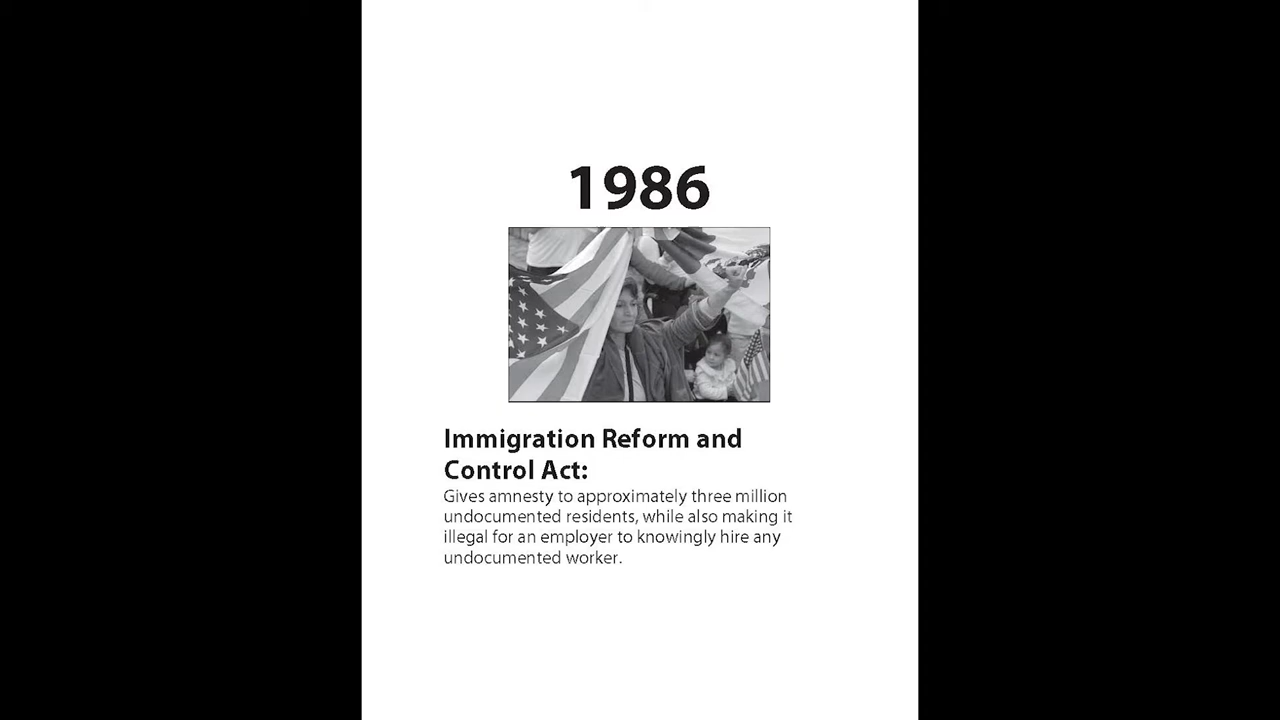 1986
Immigration Reform and
Control Act:
Gives amnesty to approximately three million
undocumented residents, while also making it
illegal for an employer to knowingly hire any
undocumented worker.